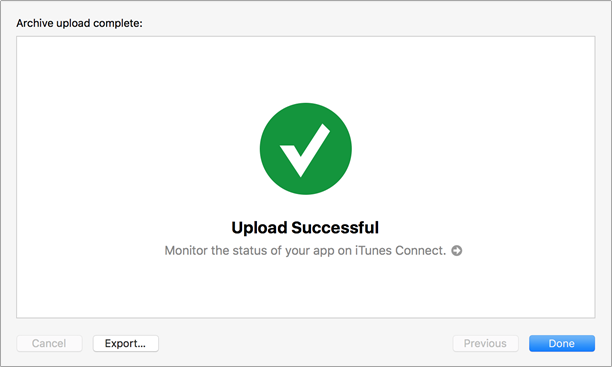 Archive upload complete:
Upload Successful
Monitor the status of your app on iTunes Connect.
Cancel
Export...
Previous
Done